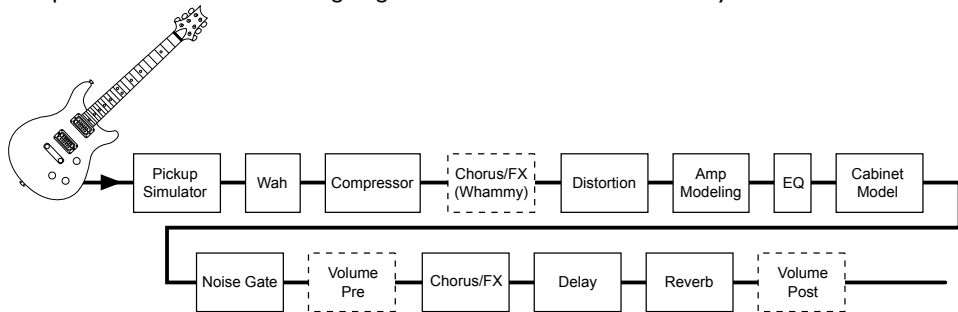 Pickup
Simulator
Wah
Compressor
Chorus/FX
(Whammy)
Distortion
Amp
Modeling
EQ
Cabinet
Model
Noise Gate
Volume
Pre
Chorus/FX
Delay
Reverb
Volume
Post